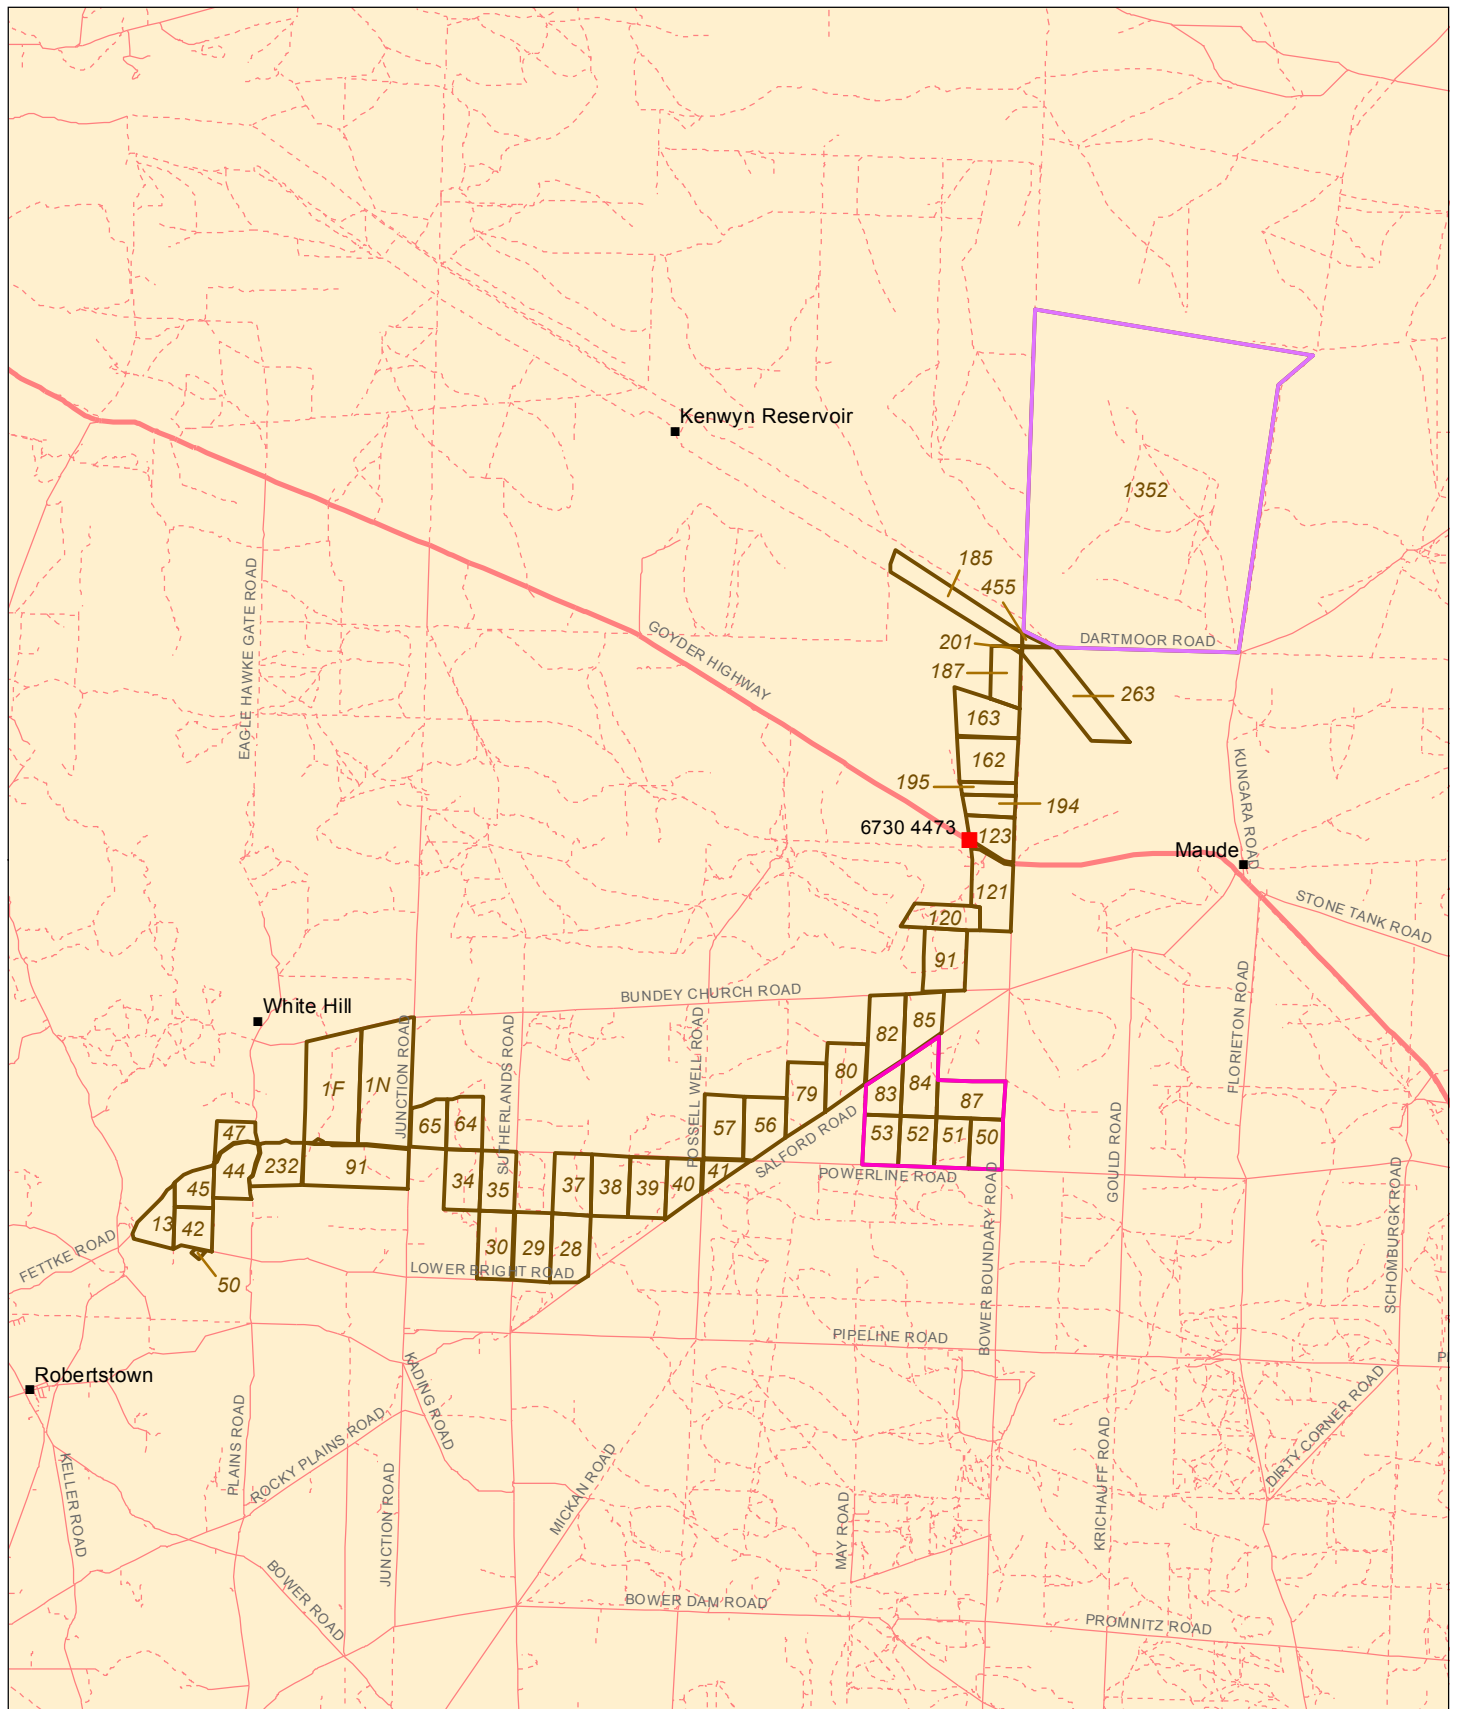 Kenwyn Reservoir
1352
185
455
EAGLE HAWKE GATE ROAD
GOYDER HIGHWAY
201
DARTMOOR ROAD
187
263
163
162
195
194
6730 4473
123
KUNGARA ROAD
Maude
121
120
STONE TANK ROAD
91
FLORIETON ROAD
BUNDEY CHURCH ROAD
White Hill
82
85
JUNCTION ROAD
SUTHERLANDS ROAD
POSSELL WELL ROAD
1F
1N
80
79
83
84
87
47
65
64
57
56
SALFORD ROAD
53
52
51
50
44
232
91
34
35
37
38
39
40
41
POWERLINE ROAD
BOWER BOUNDARY ROAD
GOULD ROAD
SCHOMBURGK ROAD
45
13
42
FETTKE ROAD
30
29
28
LOWER BRIGHT ROAD
50
PIPELINE ROAD
PI
Robertstown
KADING ROAD
PLAINS ROAD
ROCKY PLAINS ROAD
KELLER ROAD
JUNCTION ROAD
MICKAN ROAD
MAY ROAD
KRICHAUFF ROAD
DIRTY CORNER ROAD
BOWER ROAD
BOWER DAM ROAD
PROMNITZ ROAD